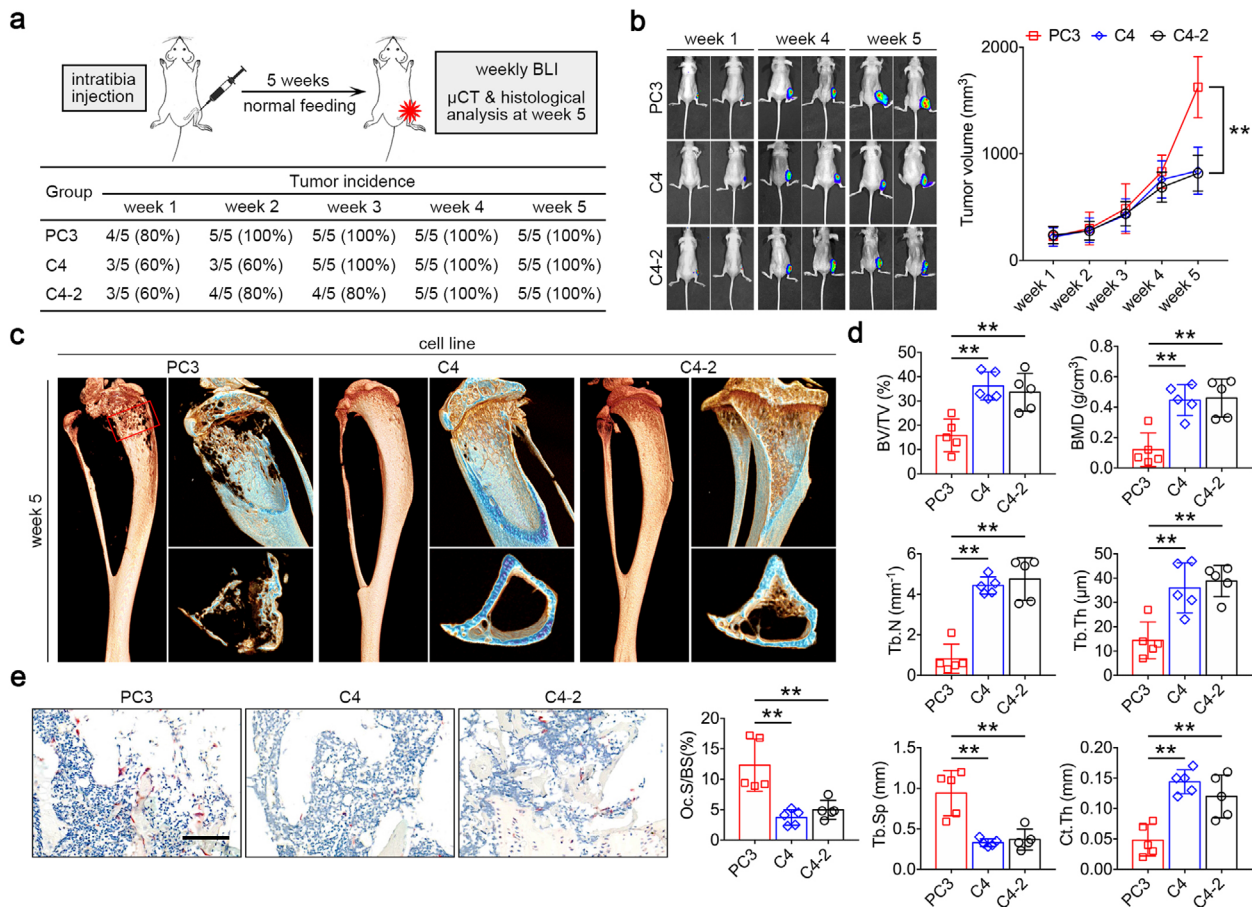 a
intratibia
injection
5 weeks
normal feeding
weekly BLI
µCT & histological
analysis at week 5
Group
Tumor incidence
week 1 week 2 week 3 week 4 week 5
PC3 4/5 (80%) 5/5 (100%) 5/5 (100%) 5/5 (100%) 5/5 (100%)
C4 3/5 (60%) 3/5 (60%) 5/5 (100%) 5/5 (100%) 5/5 (100%)
C4-2 3/5 (60%) 4/5 (80%) 4/5 (80%) 5/5 (100%) 5/5 (100%)
b
week 1 week 4 week 5
PC3
C4
C4-2
PC3 C4 C4-2
Tumor volume (mm³)
2000
1000
0
**
week 1
week 2
week 3
week 4
week 5
c
cell line
PC3 C4 C4-2
week 5
d
BV/TV (%)
50
40
30
20
10
0
**
**
PC3
C4
C4-2
BMD (g/cm³)
0.8
0.6
0.4
0.2
0.0
**
**
PC3
C4
C4-2
Tb.N (mm⁻¹)
6
4
2
0
**
**
PC3
C4
C4-2
Tb.Th (µm)
50
40
30
20
10
0
**
**
PC3
C4
C4-2
Tb.Sp (mm)
1.5
1.0
0.5
0.0
**
**
PC3
C4
C4-2
Ct.Th (mm)
0.20
0.15
0.10
0.05
0.00
**
**
PC3
C4
C4-2
e
PC3 C4 C4-2
Oc.S/BS(%)
20
15
10
5
0
**
**
PC3
C4
C4-2